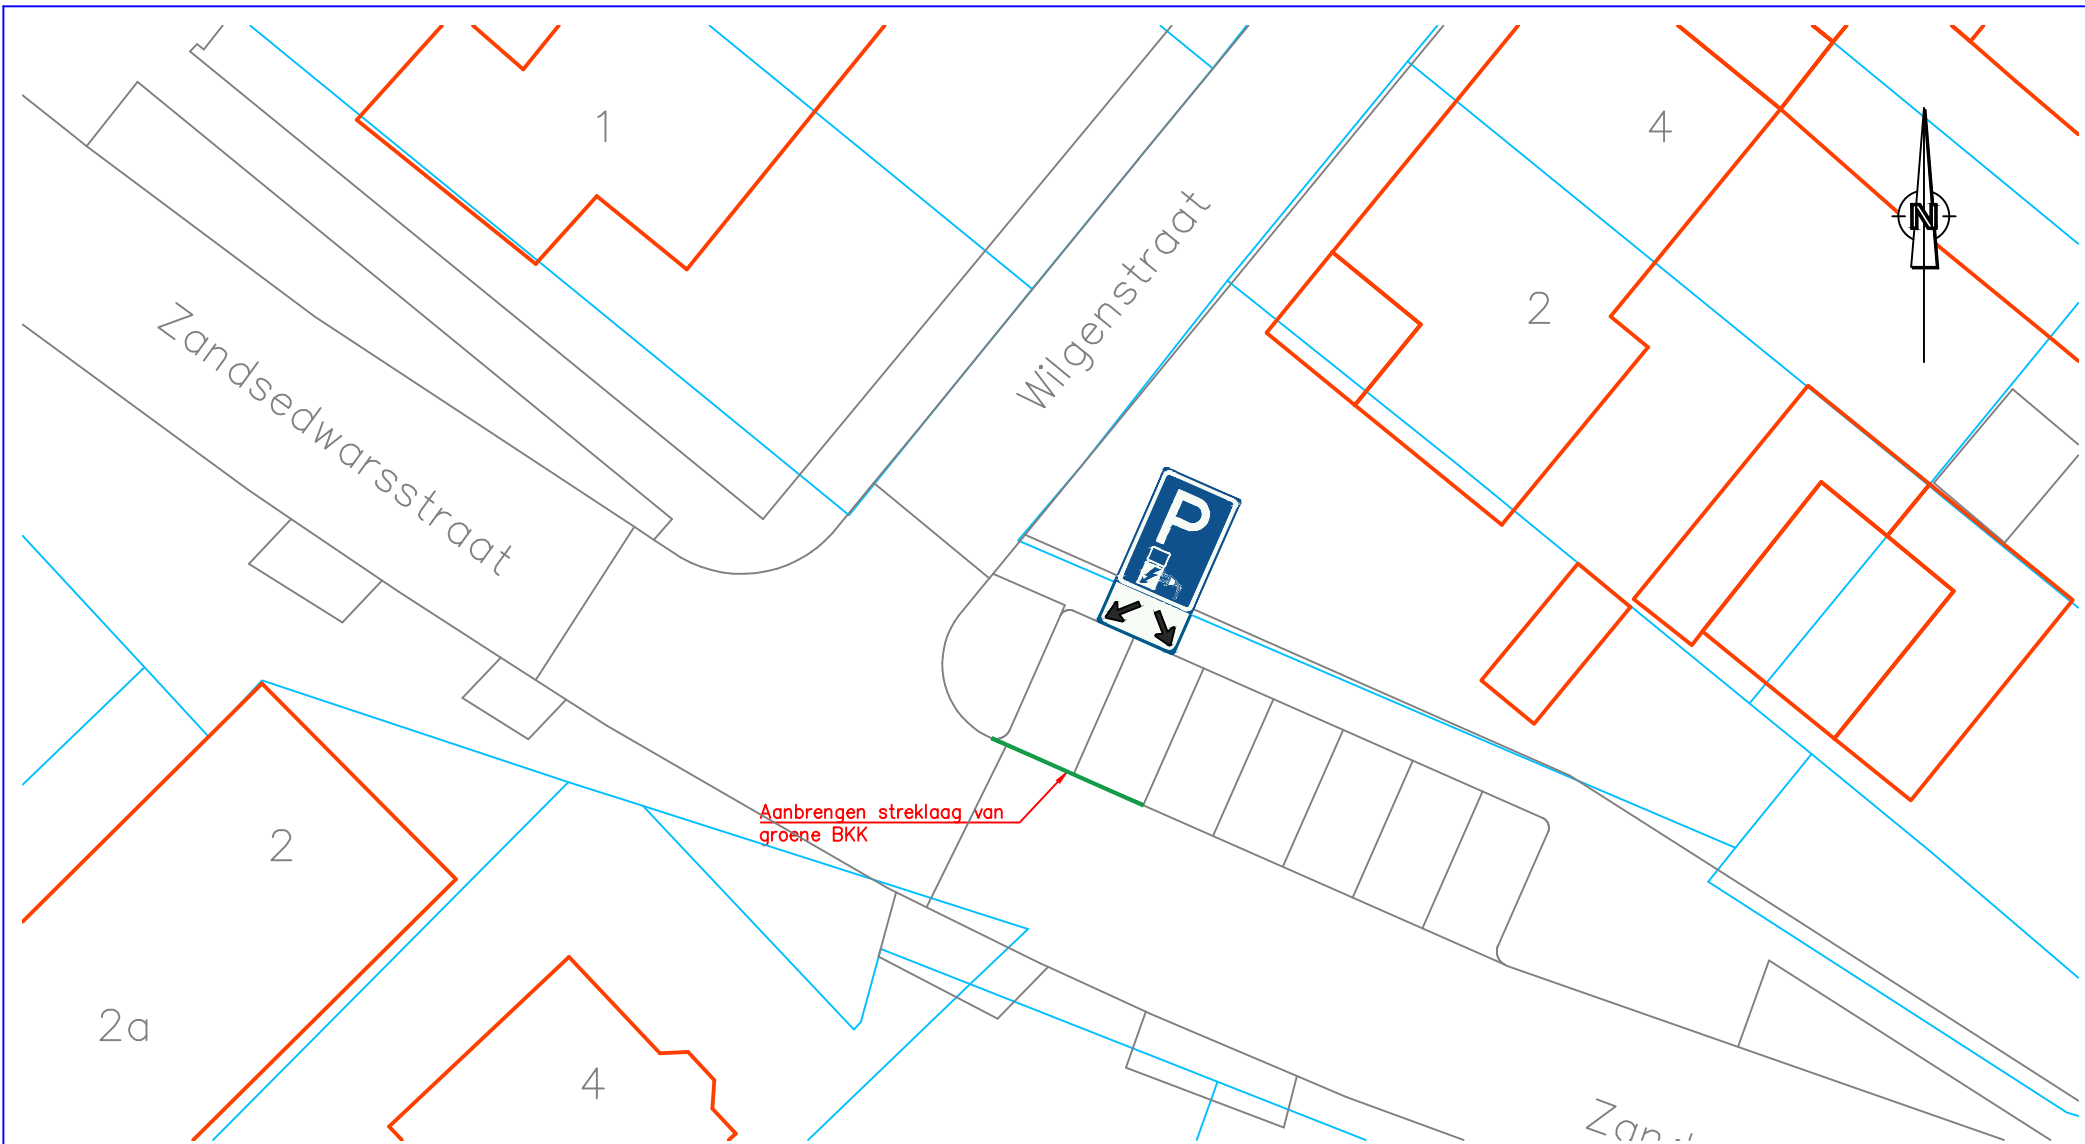 1
4
N
Wilgenstraat
2
Zandsedwarsstraat
P
Aanbrengen streklaag van
groene BKK
2
2a
4